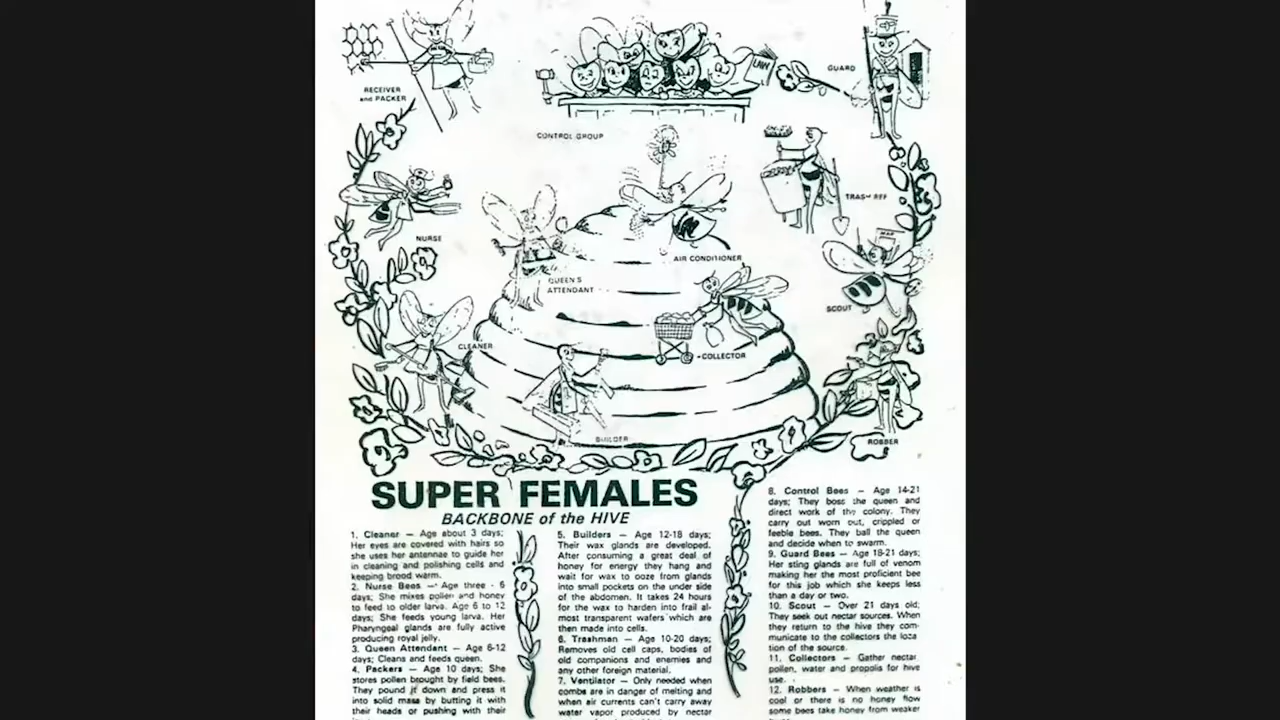 RECEIVER
and PACKER
LAW
GUARD
CONTROL GROUP
TRASH
NURSE
MAP
AIR CONDITIONER
QUEEN'S
ATTENDANT
SCOUT
CLEANER
COLLECTOR
BUILDER
ROBBER
SUPER FEMALES
BACKBONE of the HIVE
1. Cleaner — Age about 3 days;
Her eyes are covered with hairs so
she uses her antennae to guide her
in cleaning and polishing cells and
keeping brood warm.
2. Nurse Bees — Age three - 6
days; She mixes pollen and honey
to feed to older larva. Age 6 to 12
days; She feeds young larva. Her
Pharyngeal glands are fully active
producing royal jelly.
3. Queen Attendant — Age 6-12
days; Cleans and feeds queen.
4. Packers — Age 10 days; She
stores pollen brought by field bees.
They pound it down and press it
into solid mass by butting it with
their heads or pushing with their
5. Builders — Age 12-18 days;
Their wax glands are developed.
After consuming a great deal of
honey for energy they hang and
wait for wax to ooze from glands
into small pockets on the under side
of the abdomen. It takes 24 hours
for the wax to harden into frail al-
most transparent wafers which are
then made into cells.
6. Trashman — Age 10-20 days;
Removes old cell caps, bodies of
old companions and enemies and
any other foreign material.
7. Ventilator — Only needed when
combs are in danger of melting and
when air currents can't carry away
water vapor produced by nectar
8. Control Bees — Age 14-21
days; They boss the queen and
direct work of the colony. They
carry out worn out, crippled or
feeble bees. They ball the queen
and decide when to swarm.
9. Guard Bees — Age 18-21 days;
Her sting glands are full of venom
making her the most proficient bee
for this job which she keeps less
than a day or two.
10. Scout — Over 21 days old;
They seek out nectar sources. When
they return to the hive they com-
municate to the collectors the loca
tion of the source.
11. Collectors — Gather nectar
pollen, water and propolis for hive
use.
12. Robbers — When weather is
cool or there is no honey flow
some bees take honey from weaker